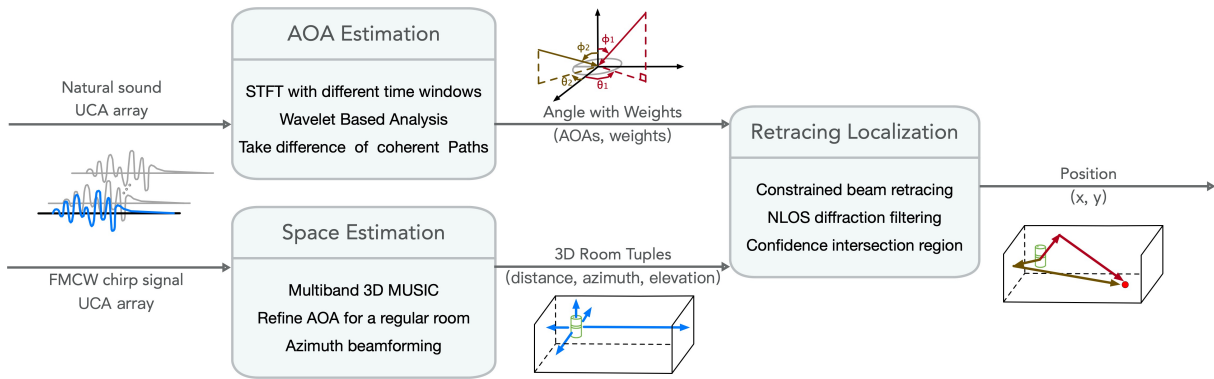 AOA Estimation
STFT with different time windows
Wavelet Based Analysis
Take difference of coherent Paths
Natural sound
UCA array
ϕ2
ϕ1
θ2
θ1
Angle with Weights
(AOAs, weights)
Space Estimation
Multiband 3D MUSIC
Refine AOA for a regular room
Azimuth beamforming
FMCW chirp signal
UCA array
3D Room Tuples
(distance, azimuth, elevation)
Retracing Localization
Constrained beam retracing
NLOS diffraction filtering
Confidence intersection region
Position
(x, y)